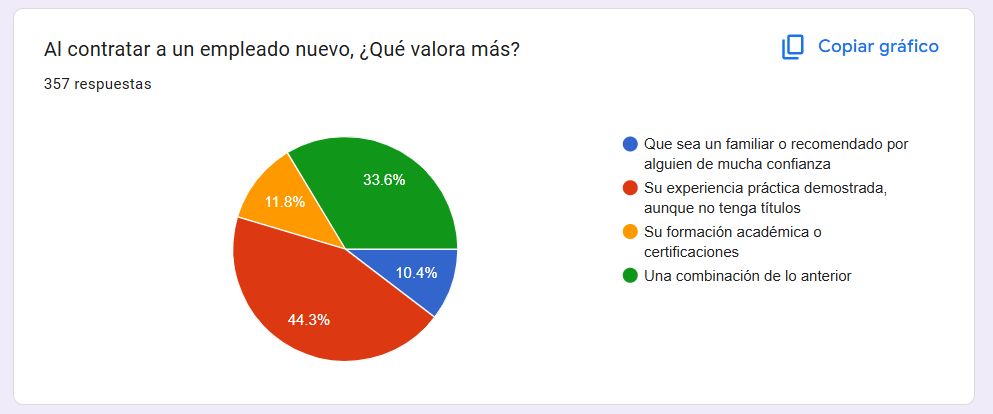 Al contratar a un empleado nuevo, ¿Qué valora más?
Copiar gráfico
357 respuestas
33.6%
11.8%
10.4%
44.3%
Que sea un familiar o recomendado por
alguien de mucha confianza
Su experiencia práctica demostrada,
aunque no tenga títulos
Su formación académica o
certificaciones
Una combinación de lo anterior